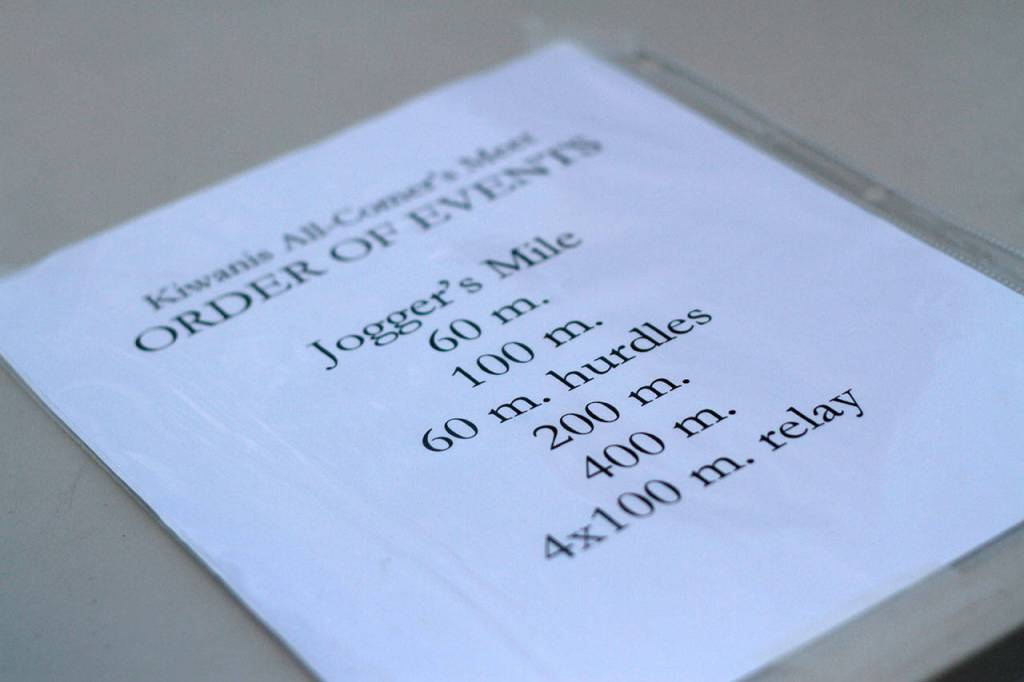 Kiwanis All-Comer's Meet
ORDER OF EVENTS
Jogger's Mile
60 m.
100 m.
60 m. hurdles
200 m.
400 m.
4x100 m. relay